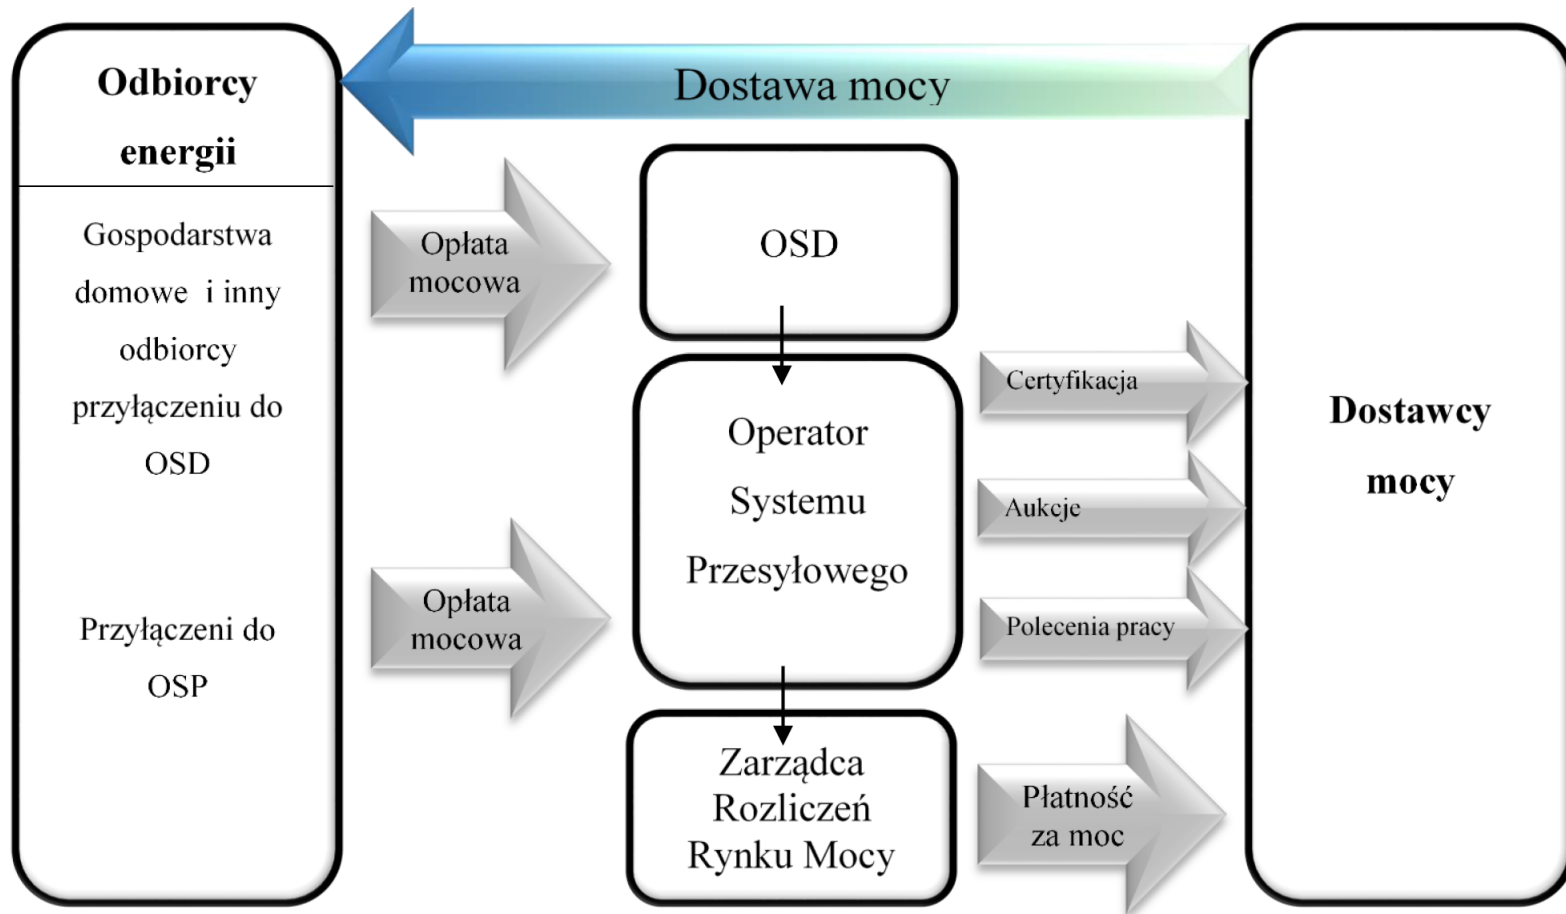 Odbiorcy
energii
Gospodarstwa
domowe i inny
odbiorcy
przyłączeniu do
OSD
Przyłączeni do
OSP
Dostawa mocy
Opłata
mocowa
Opłata
mocowa
OSD
Operator
Systemu
Przesyłowego
Zarządca
Rozliczeń
Rynku Mocy
Certyfikacja
Aukcje
Polecenia pracy
Płatność
za moc
Dostawcy
mocy